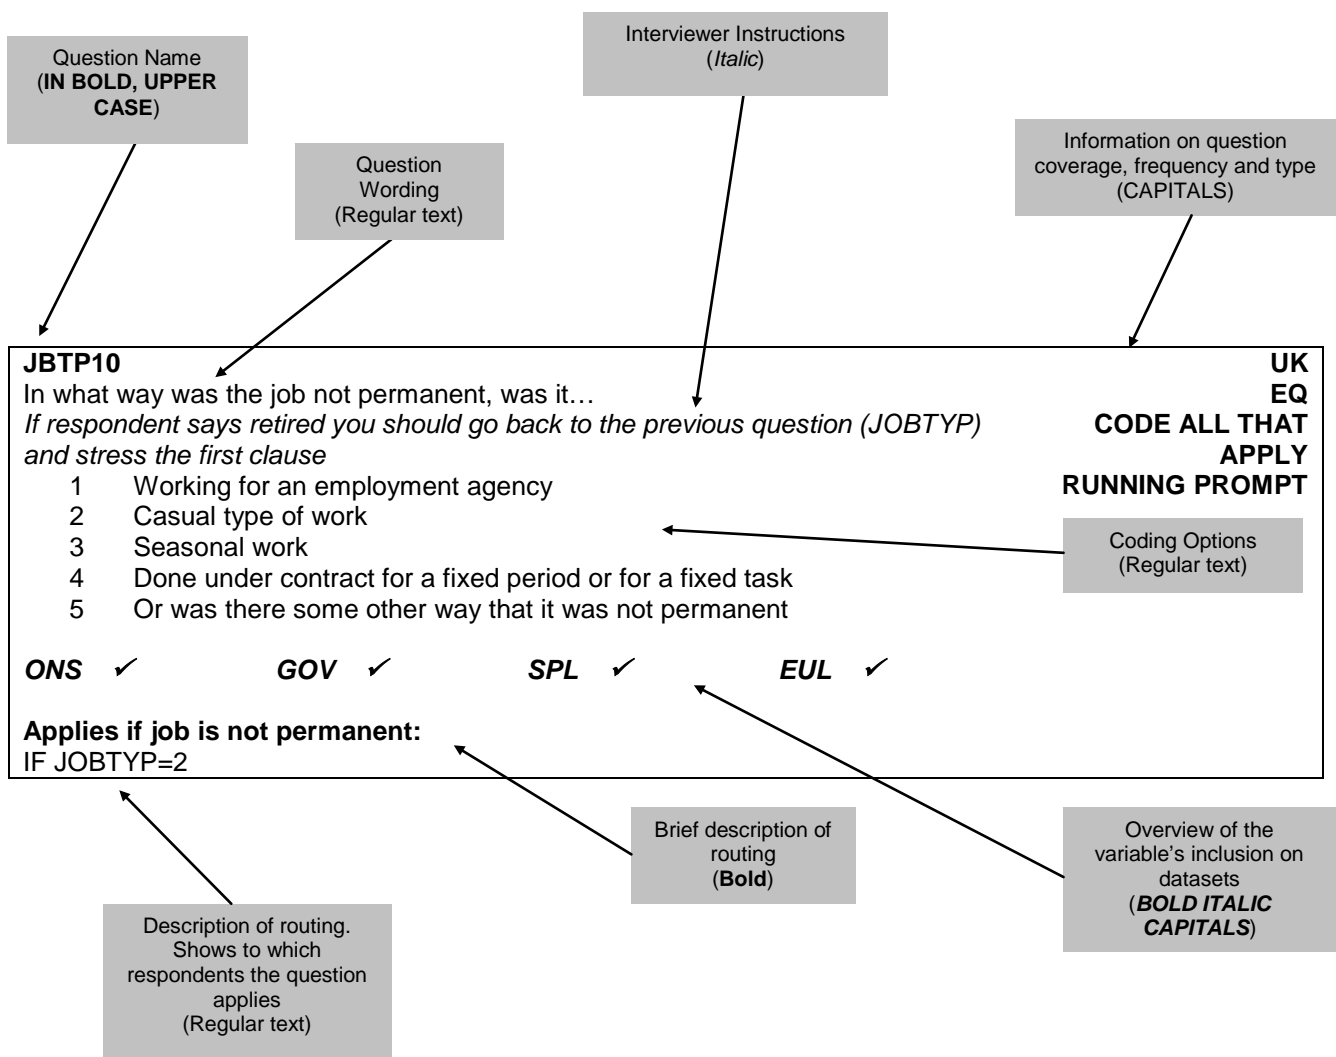 Question Name
(IN BOLD, UPPER
CASE)
Interviewer Instructions
(Italic)
Question
Wording
(Regular text)
Information on question
coverage, frequency and type
(CAPITALS)
JBTP10
UK
In what way was the job not permanent, was it…
EQ
If respondent says retired you should go back to the previous question (JOBTYP)
CODE ALL THAT
and stress the first clause
APPLY
1 Working for an employment agency
RUNNING PROMPT
2 Casual type of work
3 Seasonal work
4 Done under contract for a fixed period or for a fixed task
5 Or was there some other way that it was not permanent
Coding Options
(Regular text)
ONS ✓ GOV ✓ SPL ✓ EUL ✓
Applies if job is not permanent:
IF JOBTYP=2
Brief description of
routing
(Bold)
Overview of the
variable's inclusion on
datasets
(BOLD ITALIC
CAPITALS)
Description of routing.
Shows to which
respondents the question
applies
(Regular text)